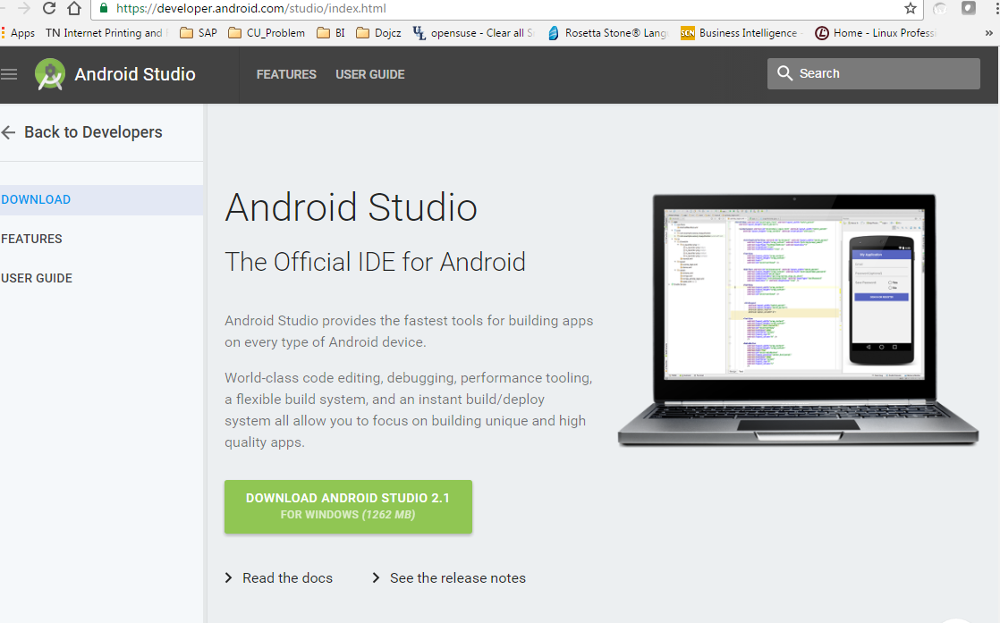 https://developer.android.com/studio/index.html
Apps TN Internet Printing and SAP CU_Problem BI Dojcz opensuse - Clear all S Rosetta Stone® Lang Business Intelligence Home - Linux Profess »
Android Studio FEATURES USER GUIDE Search
Back to Developers
DOWNLOAD
FEATURES
USER GUIDE
Android Studio
The Official IDE for Android
Android Studio provides the fastest tools for building apps
on every type of Android device.
World-class code editing, debugging, performance tooling,
a flexible build system, and an instant build/deploy
system all allow you to focus on building unique and high
quality apps.
DOWNLOAD ANDROID STUDIO 2.1
FOR WINDOWS (1262 MB)
Read the docs See the release notes